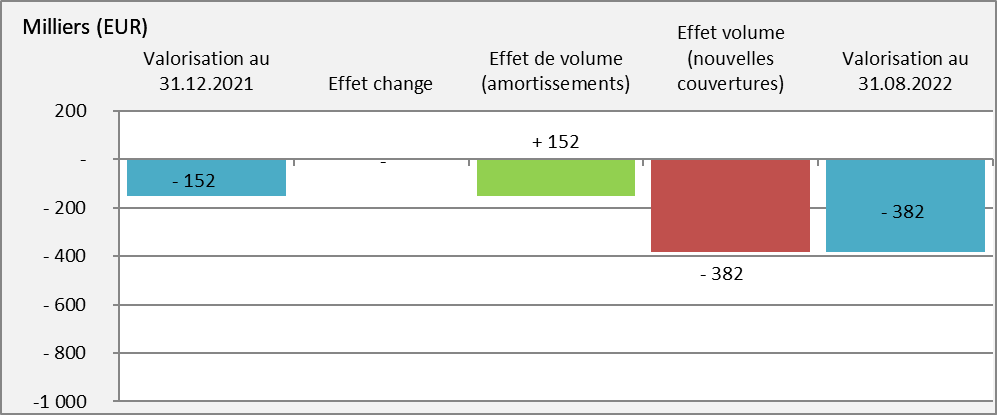 Milliers (EUR)
Valorisation au
31.12.2021
Effet change
Effet de volume
(amortissements)
Effet volume
(nouvelles
couvertures)
Valorisation au
31.08.2022
200
-
- 200
- 400
- 600
- 800
-1 000
- 152
-
+ 152
- 382
- 382